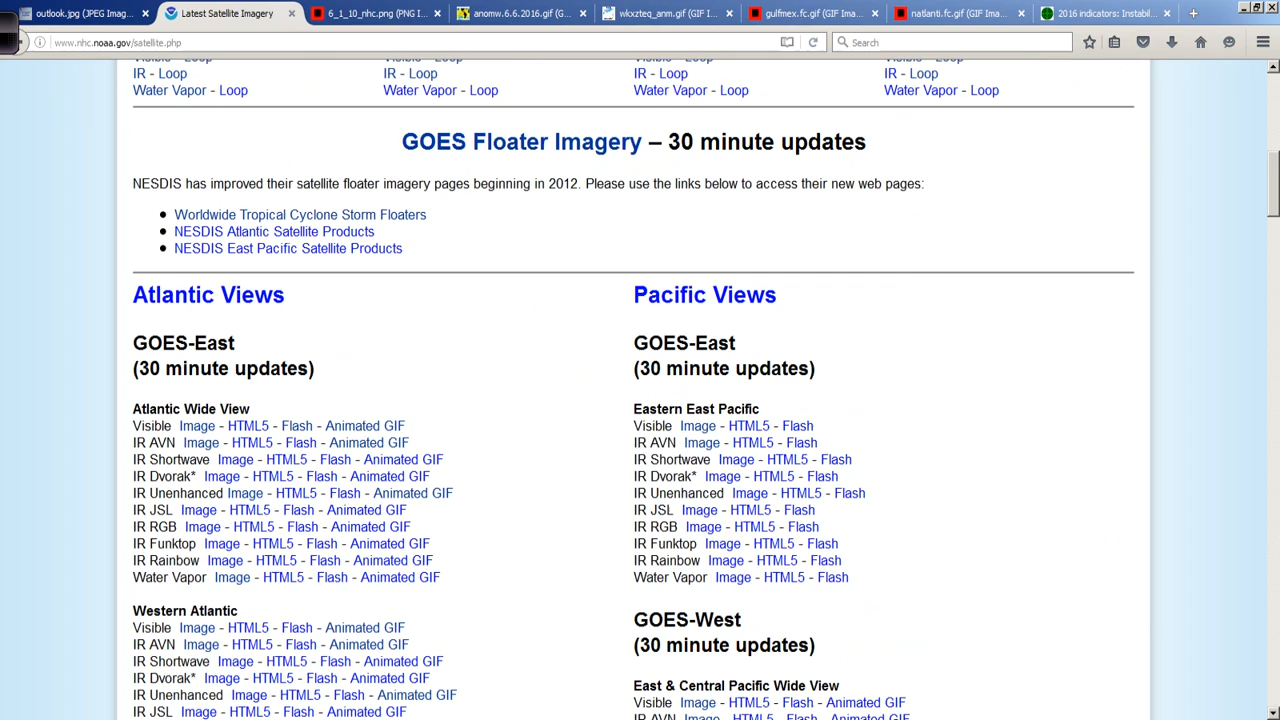 outlook.jpg (JPEG Imag...
Latest Satellite Imagery
6_1_10_nhc.png (PNG I...
anomw.6.6.2016.gif (G...
wkxzteq_anm.gif (GIF I...
gulfmex.fc.gif (GIF Ima...
natlanti.fc.gif (GIF Ima...
2016 indicators: Instabil...
www.nhc.noaa.gov/satellite.php
Search
Visible - Loop Visible - Loop Visible - Loop Visible - Loop
IR - Loop IR - Loop IR - Loop IR - Loop
Water Vapor - Loop Water Vapor - Loop Water Vapor - Loop Water Vapor - Loop
GOES Floater Imagery – 30 minute updates
NESDIS has improved their satellite floater imagery pages beginning in 2012. Please use the links below to access their new web pages:
Worldwide Tropical Cyclone Storm Floaters
NESDIS Atlantic Satellite Products
NESDIS East Pacific Satellite Products
Atlantic Views
GOES-East
(30 minute updates)
Atlantic Wide View
Visible Image - HTML5 - Flash - Animated GIF
IR AVN Image - HTML5 - Flash - Animated GIF
IR Shortwave Image - HTML5 - Flash - Animated GIF
IR Dvorak* Image - HTML5 - Flash - Animated GIF
IR Unenhanced Image - HTML5 - Flash - Animated GIF
IR JSL Image - HTML5 - Flash - Animated GIF
IR RGB Image - HTML5 - Flash - Animated GIF
IR Funktop Image - HTML5 - Flash - Animated GIF
IR Rainbow Image - HTML5 - Flash - Animated GIF
Water Vapor Image - HTML5 - Flash - Animated GIF
Western Atlantic
Visible Image - HTML5 - Flash - Animated GIF
IR AVN Image - HTML5 - Flash - Animated GIF
IR Shortwave Image - HTML5 - Flash - Animated GIF
IR Dvorak* Image - HTML5 - Flash - Animated GIF
IR Unenhanced Image - HTML5 - Flash - Animated GIF
IR JSL Image - HTML5 - Flash - Animated GIF
Pacific Views
GOES-East
(30 minute updates)
Eastern East Pacific
Visible Image - HTML5 - Flash
IR AVN Image - HTML5 - Flash
IR Shortwave Image - HTML5 - Flash
IR Dvorak* Image - HTML5 - Flash
IR Unenhanced Image - HTML5 - Flash
IR JSL Image - HTML5 - Flash
IR RGB Image - HTML5 - Flash
IR Funktop Image - HTML5 - Flash
IR Rainbow Image - HTML5 - Flash
Water Vapor Image - HTML5 - Flash
GOES-West
(30 minute updates)
East & Central Pacific Wide View
Visible Image - HTML5 - Flash - Animated GIF
IR AVN Image - HTML5 - Flash - Animated GIF